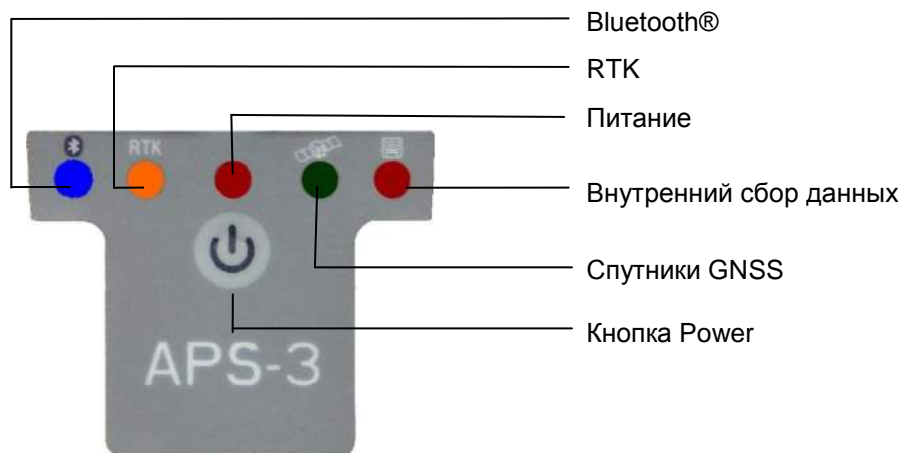 Bluetooth®
RTK
Питание
RTK
Внутренний сбор данных
Спутники GNSS
Кнопка Power
APS-3